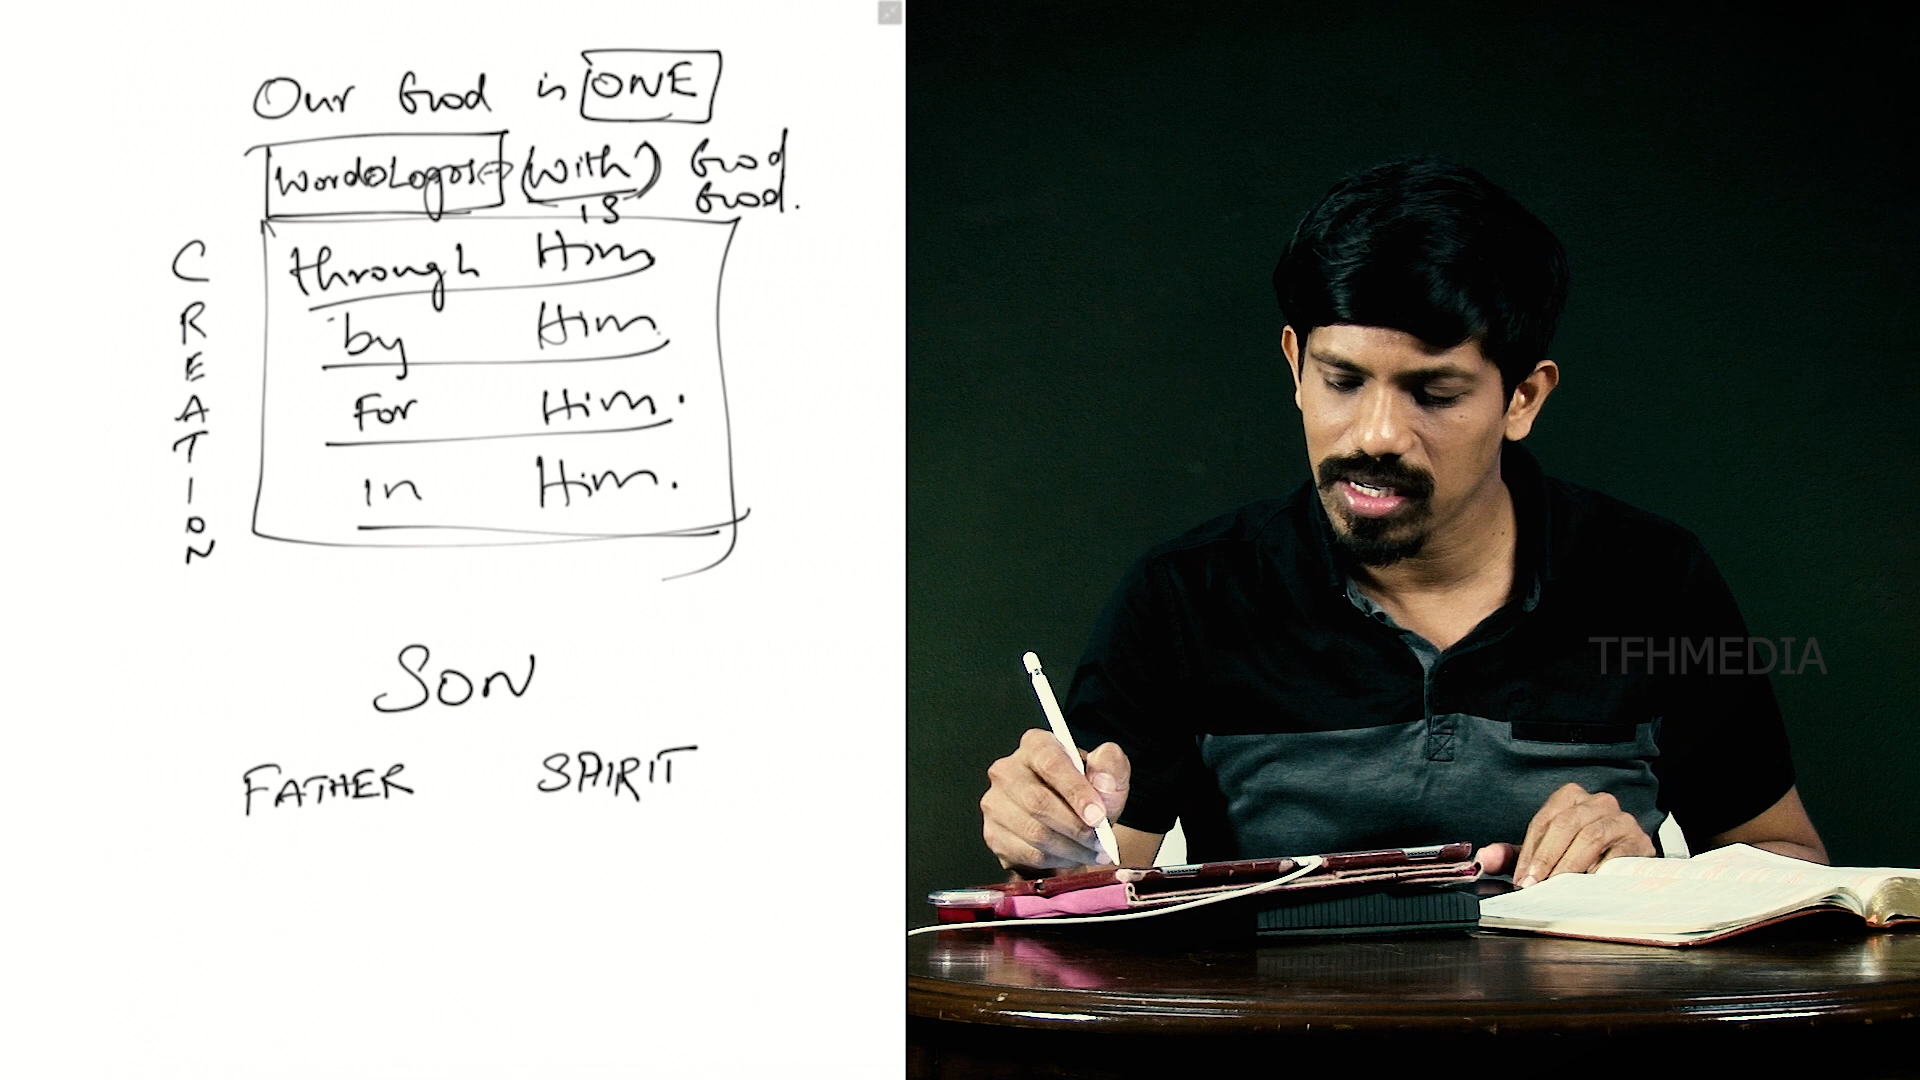 Our God is ONE
Word Logos (with) God
is God.
CREATION
through Him
by Him.
For Him.
in Him.
SON
FATHER SPIRIT
TFHMEDIA